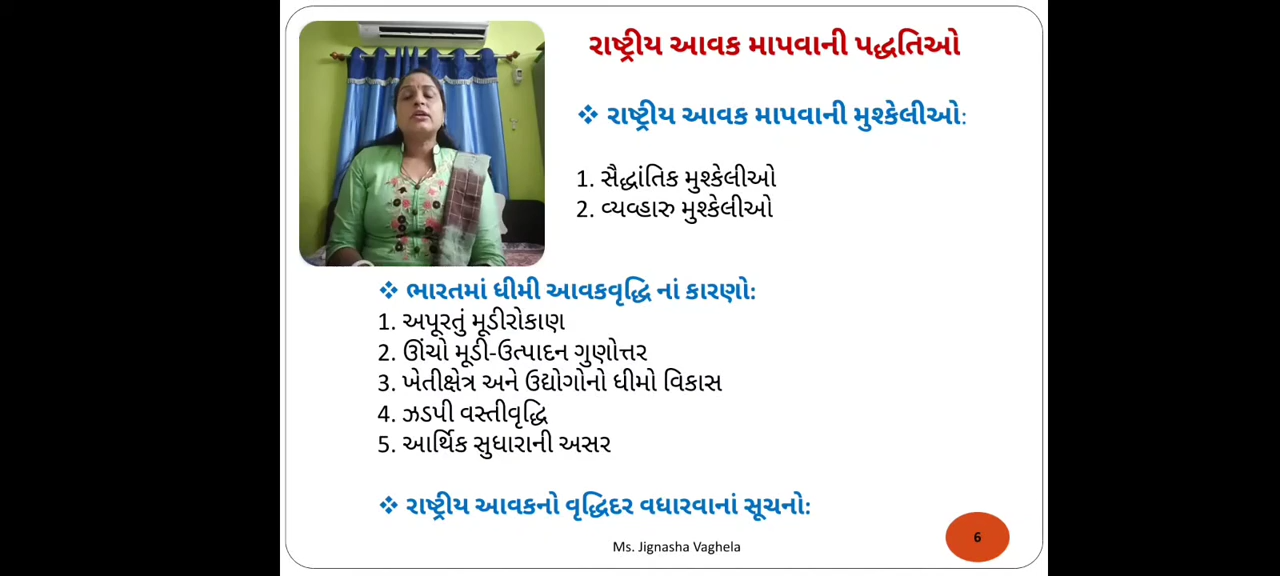 રાષ્ટ્રીય આવક માપવાની પદ્ધતિઓ
❖ રાષ્ટ્રીય આવક માપવાની મુશ્કેલીઓ:
1. સૈદ્ધાંતિક મુશ્કેલીઓ
2. વ્યવ્હારુ મુશ્કેલીઓ
❖ ભારતમાં ધીમી આવકવૃદ્ધિ નાં કારણો:
1. અપૂરતું મૂડીરોકાણ
2. ઊંચો મૂડી-ઉત્પાદન ગુણોત્તર
3. ખેતીક્ષેત્ર અને ઉદ્યોગોનો ધીમો વિકાસ
4. ઝડપી વસ્તીવૃદ્ધિ
5. આર્થિક સુધારાની અસર
❖ રાષ્ટ્રીય આવકનો વૃદ્ધિદર વધારવાનાં સૂચનો:
Ms. Jignasha Vaghela
6